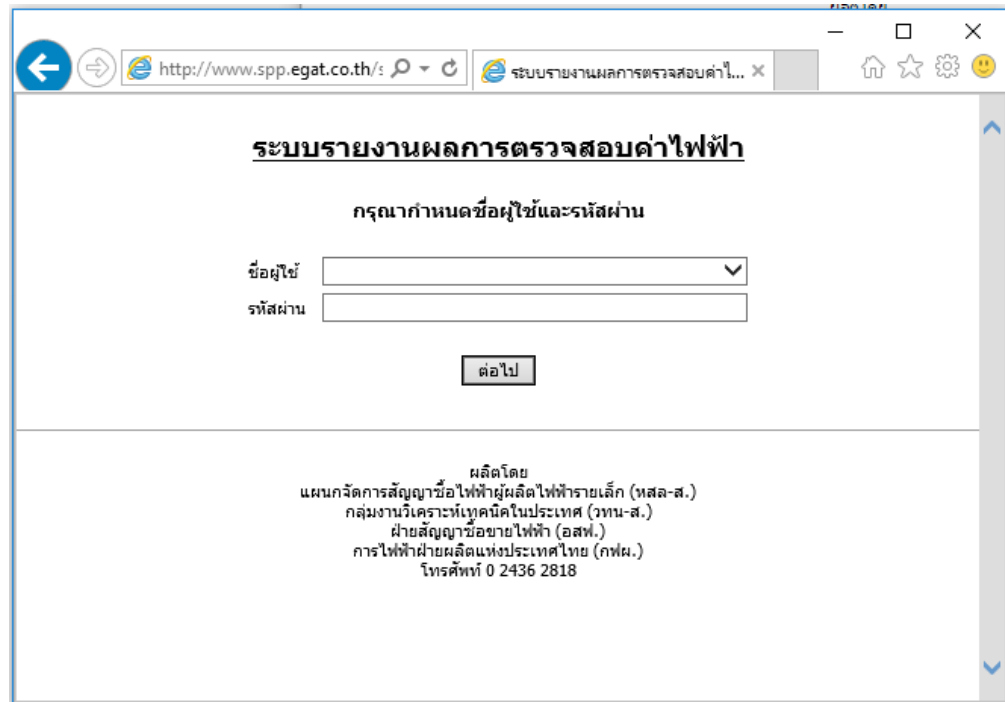 http://www.spp.egat.co.th/
ระบบรายงานผลการตรวจสอบค่าไ...
ระบบรายงานผลการตรวจสอบค่าไฟฟ้า
กรุณากำหนดชื่อผู้ใช้และรหัสผ่าน
ชื่อผู้ใช้
รหัสผ่าน
ต่อไป
ผลิตโดย
แผนกจัดการสัญญาซื้อไฟฟ้าผู้ผลิตไฟฟ้ารายเล็ก (หสล-ส.)
กลุ่มงานวิเคราะห์เทคนิคในประเทศ (วทน-ส.)
ฝ่ายสัญญาซื้อขายไฟฟ้า (อสฟ.)
การไฟฟ้าฝ่ายผลิตแห่งประเทศไทย (กฟผ.)
โทรศัพท์ 0 2436 2818